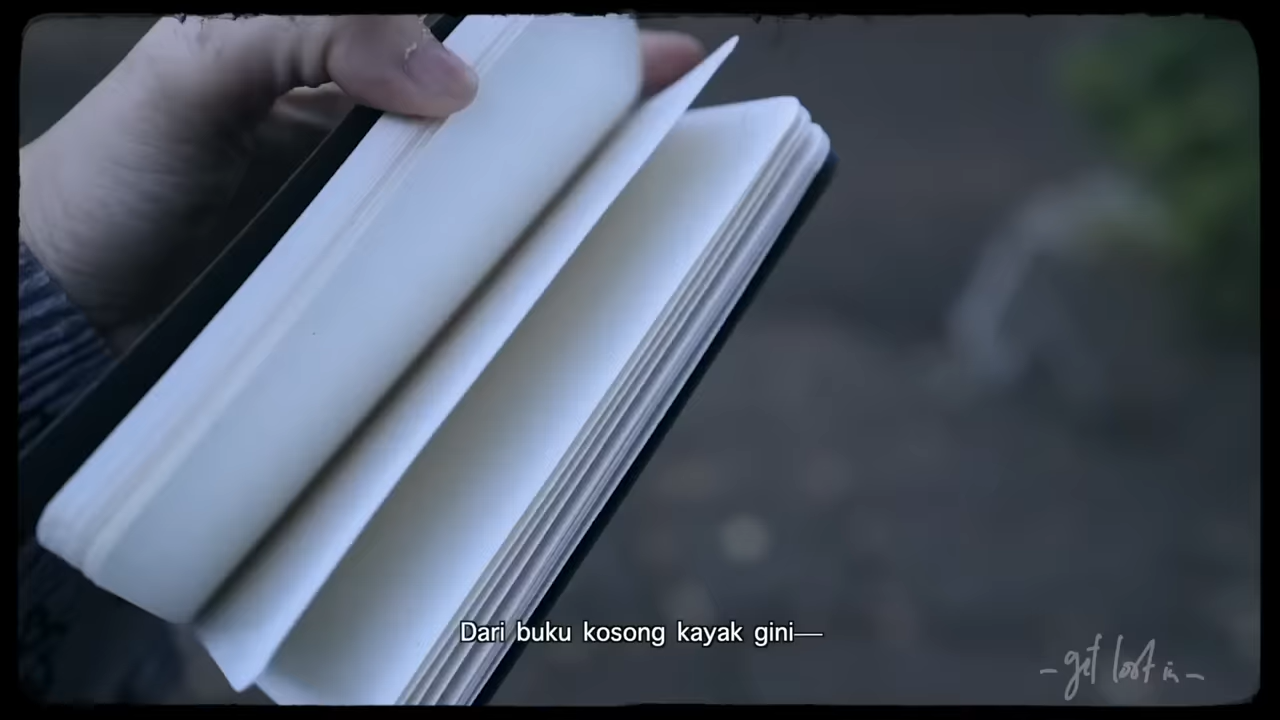 Dari buku kosong kayak gini—
-get lost in-